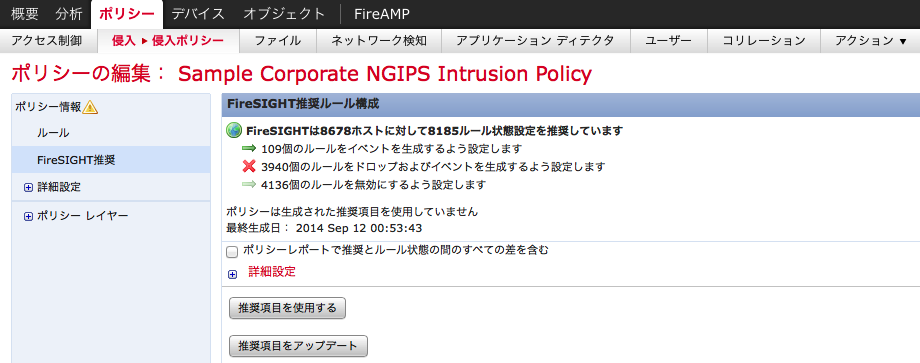 概要 分析 ポリシー デバイス オブジェクト FireAMP
アクセス制御 侵入 ▸ 侵入ポリシー ファイル ネットワーク検知 アプリケーション ディテクタ ユーザー コリレーション アクション ▼
ポリシーの編集： Sample Corporate NGIPS Intrusion Policy
ポリシー情報
ルール
FireSIGHT推奨
詳細設定
ポリシー レイヤー
FireSIGHT推奨ルール構成
FireSIGHTは8678ホストに対して8185ルール状態設定を推奨しています
109個のルールをイベントを生成するよう設定します
3940個のルールをドロップおよびイベントを生成するよう設定します
4136個のルールを無効にするよう設定します
ポリシーは生成された推奨項目を使用していません
最終生成日： 2014 Sep 12 00:53:43
ポリシーレポートで推奨とルール状態の間のすべての差を含む
詳細設定
推奨項目を使用する
推奨項目をアップデート